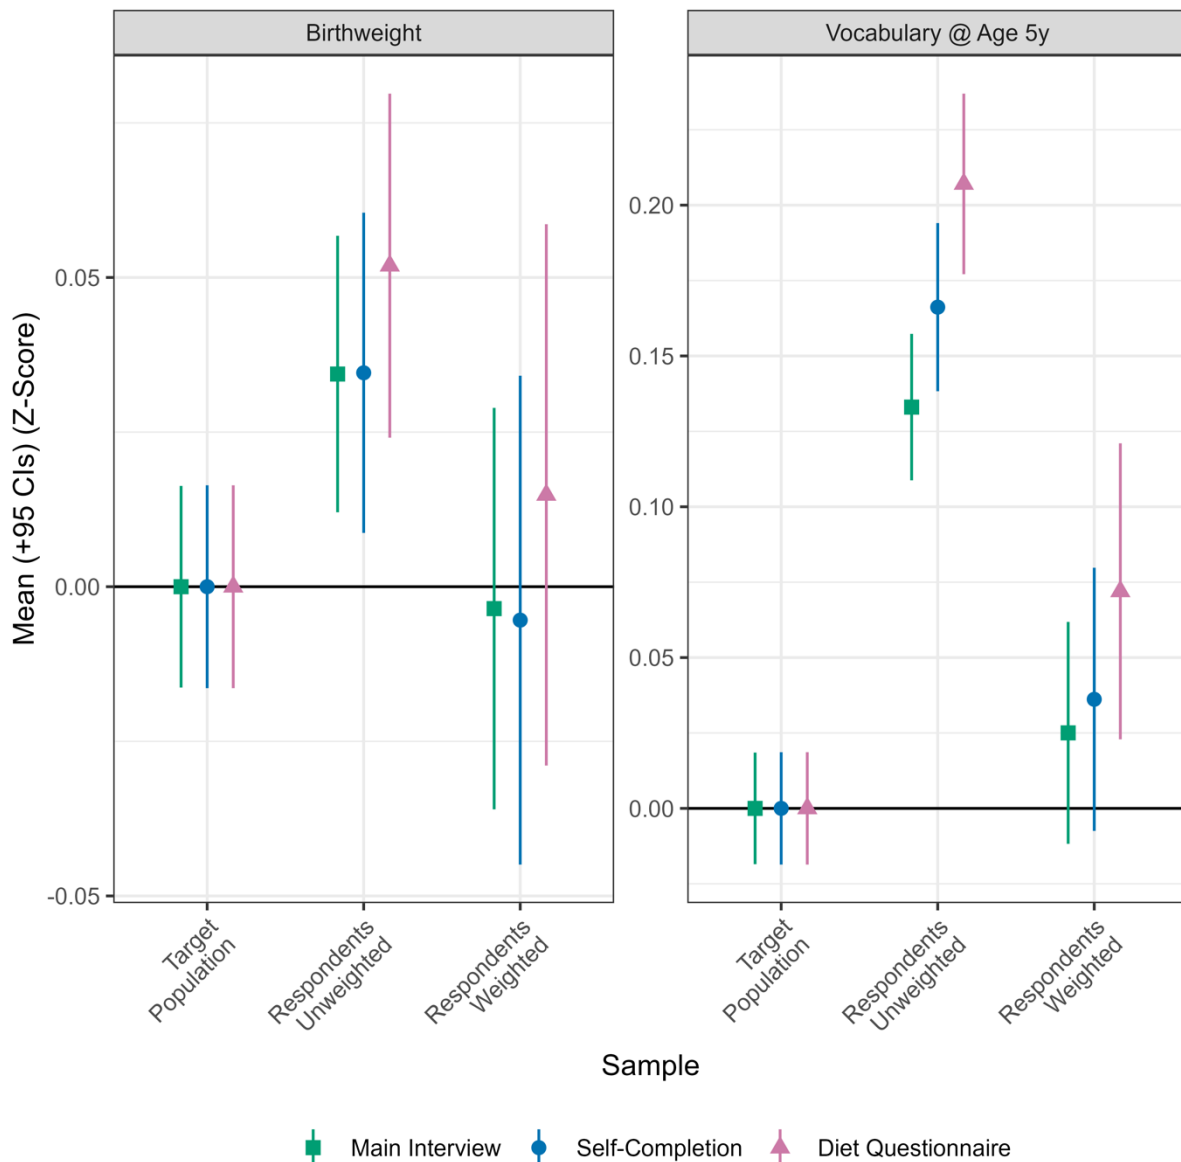 Birthweight
Vocabulary @ Age 5y
Mean (+95 CIs) (Z-Score)
0.05
0.00
-0.05
0.20
0.15
0.10
0.05
0.00
Target
Population
Respondents
Unweighted
Respondents
Weighted
Target
Population
Respondents
Unweighted
Respondents
Weighted
Sample
Main Interview
Self-Completion
Diet Questionnaire